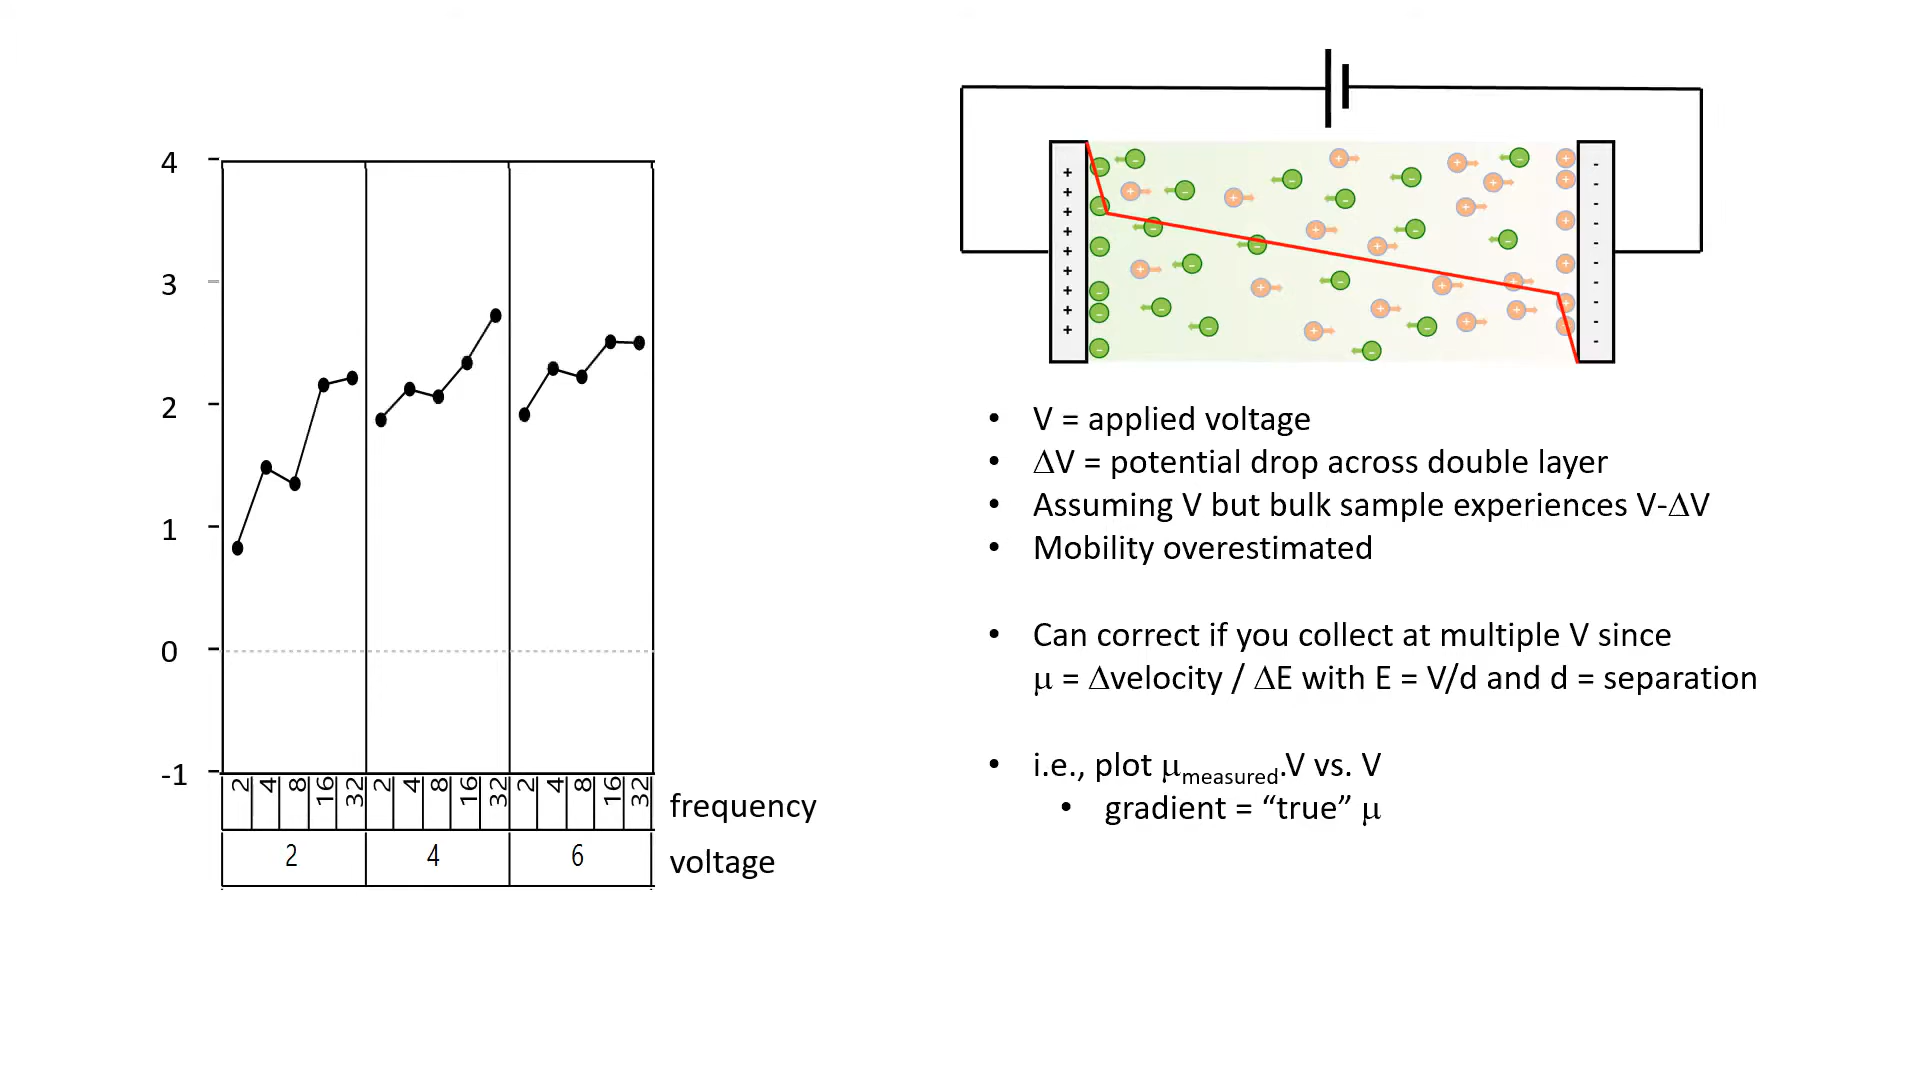 4
3
2
1
0
-1
2 4 8 16 32 2 4 8 16 32 2 4 8 16 32
frequency
2 4 6
voltage
• V = applied voltage
• ΔV = potential drop across double layer
• Assuming V but bulk sample experiences V-ΔV
• Mobility overestimated
• Can correct if you collect at multiple V since
μ = Δvelocity / ΔE with E = V/d and d = separation
• i.e., plot μmeasured.V vs. V
• gradient = “true” μ